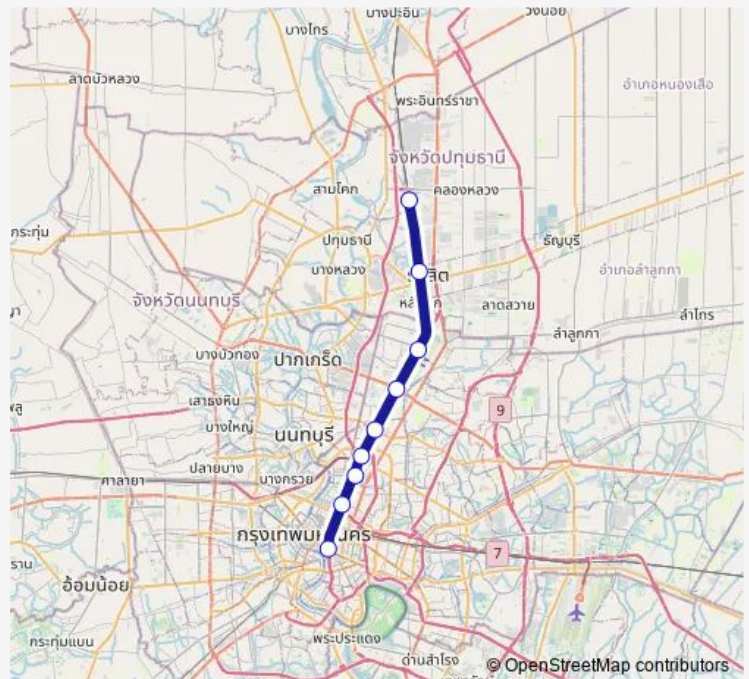 บางปะอิน
วังน้อย
บางไทร
ลาดบัวหลวง
อำเภอหนองเสือ
พระอินทร์ราชา
จังหวัดปทุมธานี
สามโคก
คลองหลวง
กระทุ่ม
ปทุมธานี
ธัญบุรี
บางหลวง
อำเภอลำลูกกา
จังหวัดนนทบุรี
ลาดสวาย
ลำไทร
ลำลูกกา
บางบัวทอง
ปากเกร็ด
เสาธงหิน
9
บางใหญ่
นนทบุรี
ปลายบาง
ศาลายา
บางกรวย
7
อ้อมน้อย
พระประแดง
กระทุ่มแบน
ด่านสำโรง
© OpenStreetMap contributors